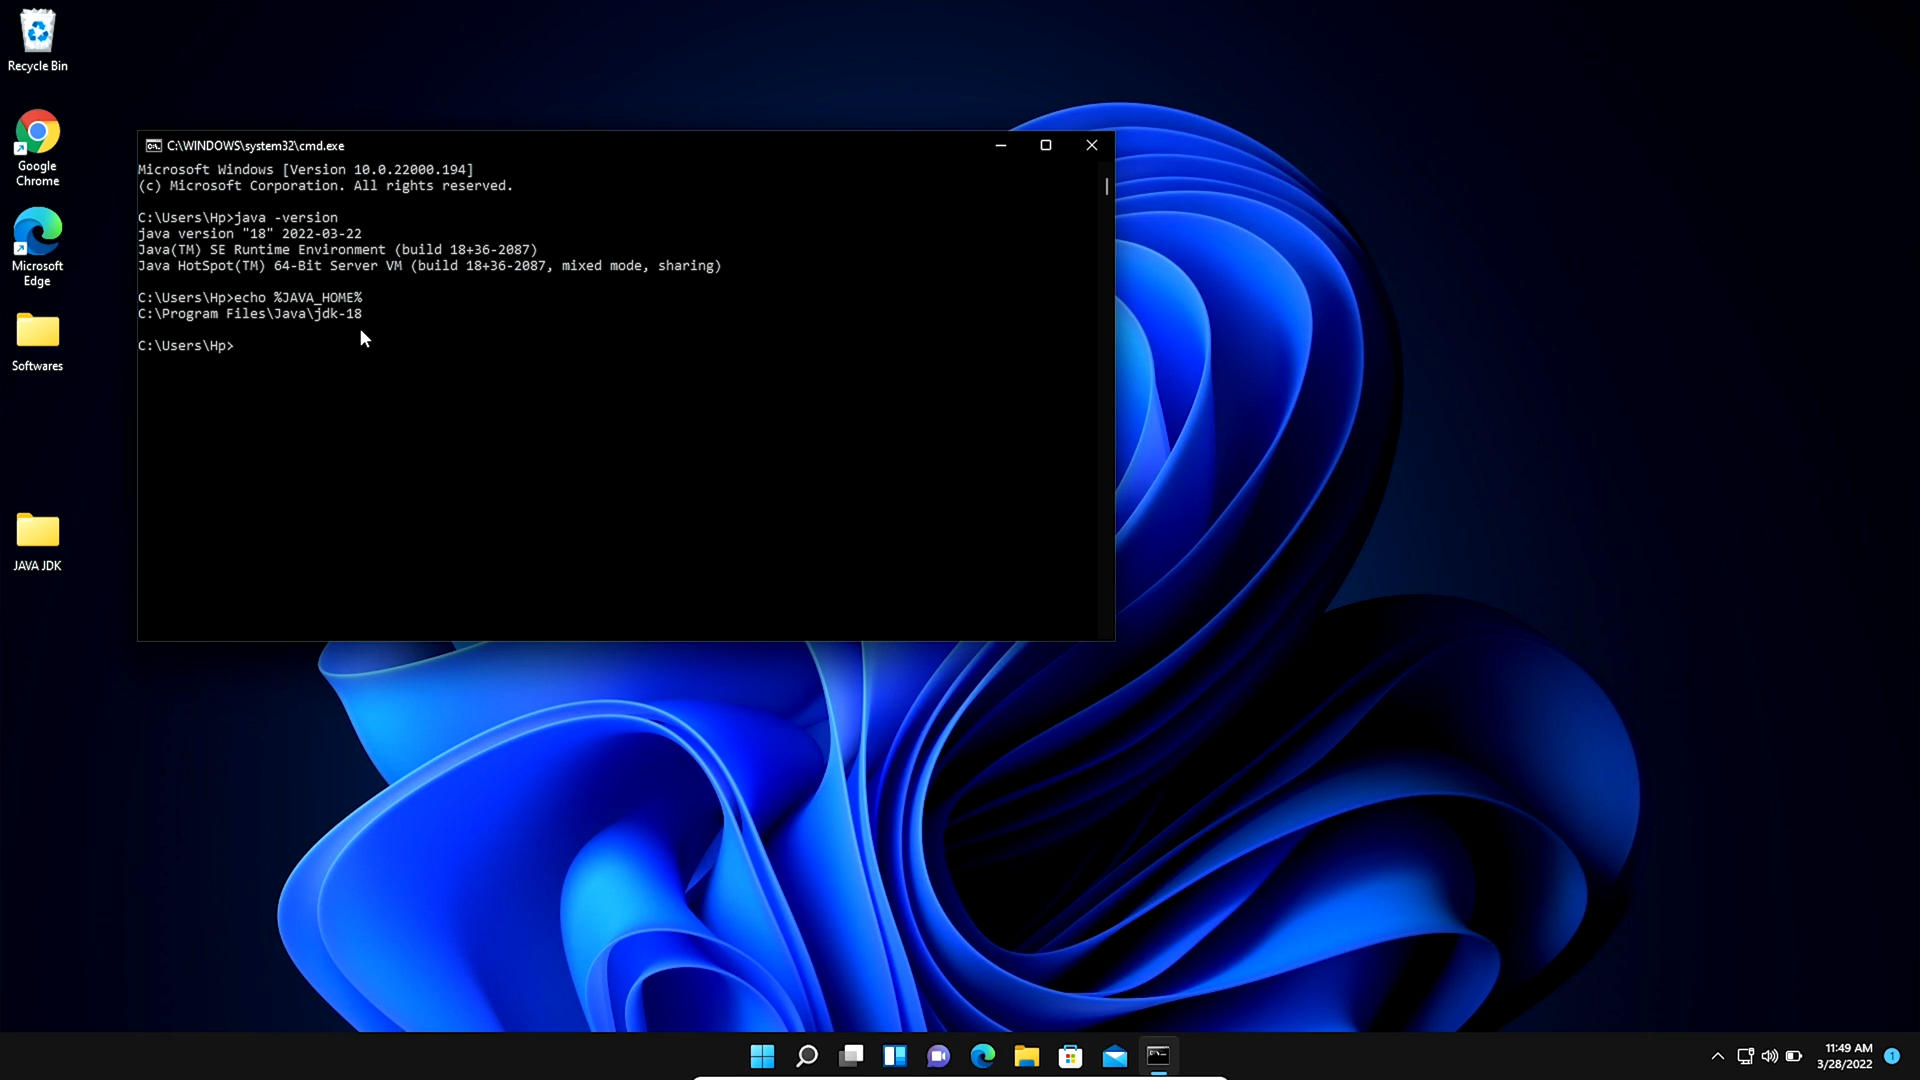 Recycle Bin
Google
Chrome
Microsoft
Edge
Softwares
JAVA JDK
C:\WINDOWS\system32\cmd.exe
Microsoft Windows [Version 10.0.22000.194]
(c) Microsoft Corporation. All rights reserved.
C:\Users\Hp>java -version
java version "18" 2022-03-22
Java(TM) SE Runtime Environment (build 18+36-2087)
Java HotSpot(TM) 64-Bit Server VM (build 18+36-2087, mixed mode, sharing)
C:\Users\Hp>echo %JAVA_HOME%
C:\Program Files\Java\jdk-18
C:\Users\Hp>
11:49 AM
3/28/2022
1